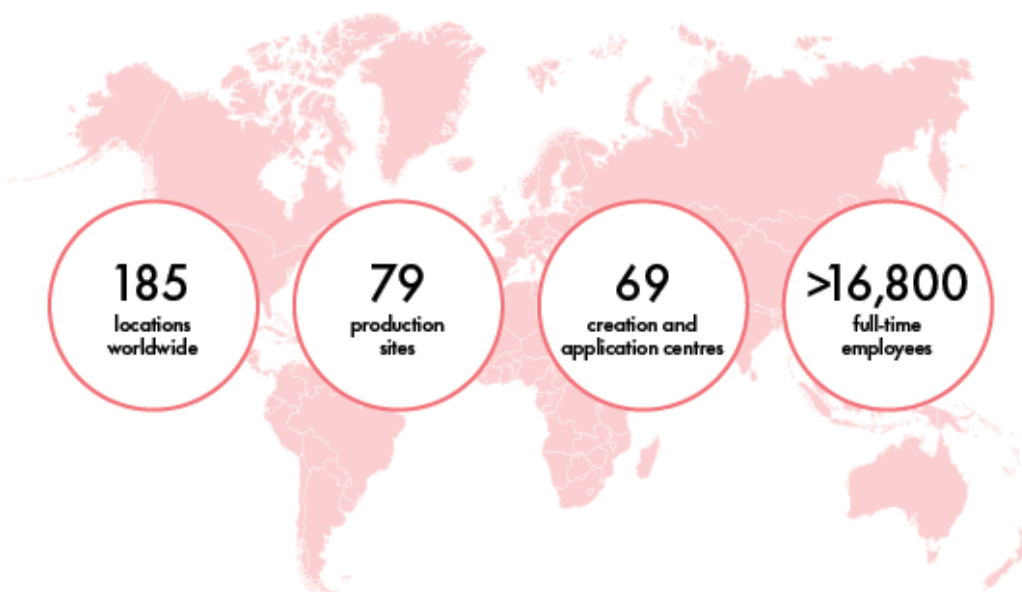 185
locations
worldwide
79
production
sites
69
creation and
application centres
>16,800
full-time
employees